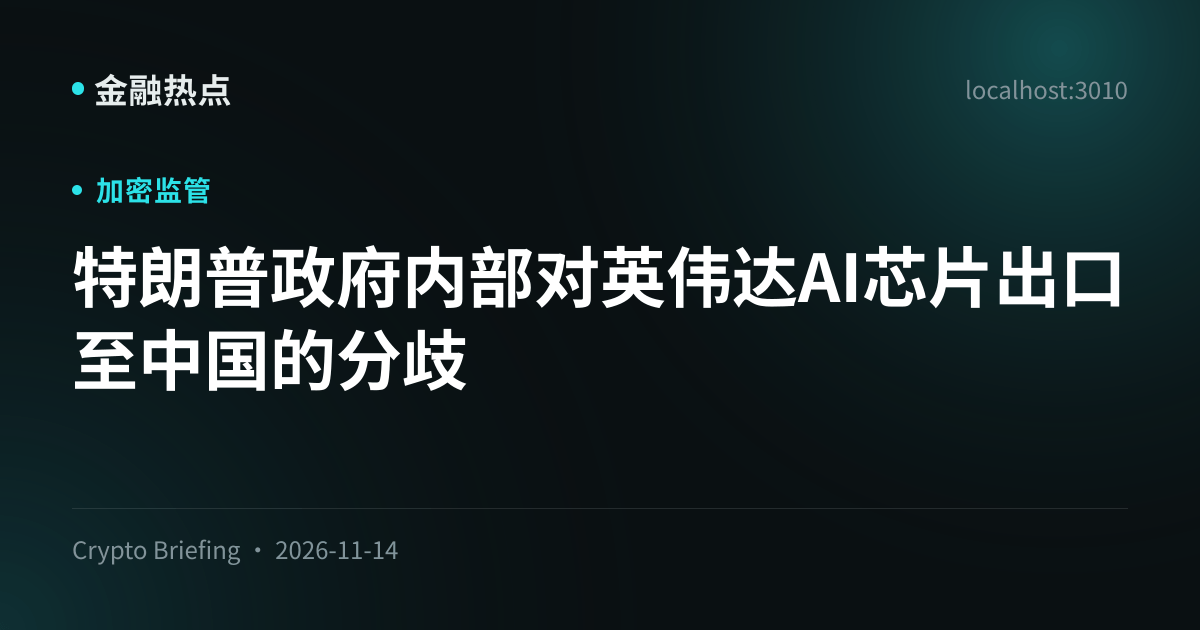 金融热点
localhost:3010
加密监管
特朗普政府内部对英伟达AI芯片出口
至中国的分歧
Crypto Briefing • 2026-11-14